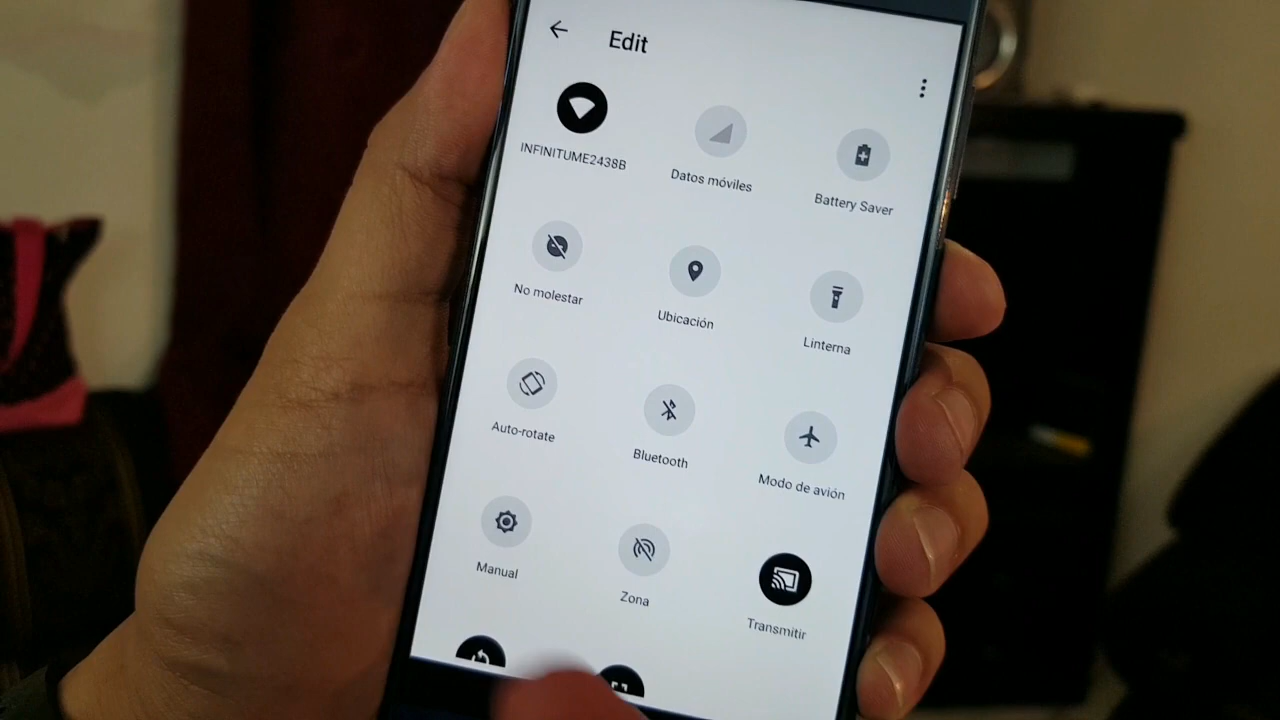 Edit
INFINITUME2438B
Datos móviles
Battery Saver
No molestar
Ubicación
Linterna
Auto-rotate
Bluetooth
Modo de avión
Manual
Zona
Transmitir